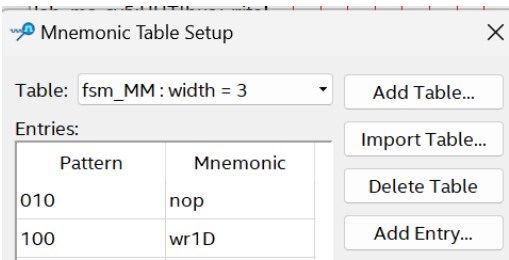 Mnemonic Table Setup
Table: fsm_MM : width = 3
Add Table...
Entries:
Import Table...
Pattern Mnemonic
Delete Table
010 nop
100 wr1D
Add Entry...